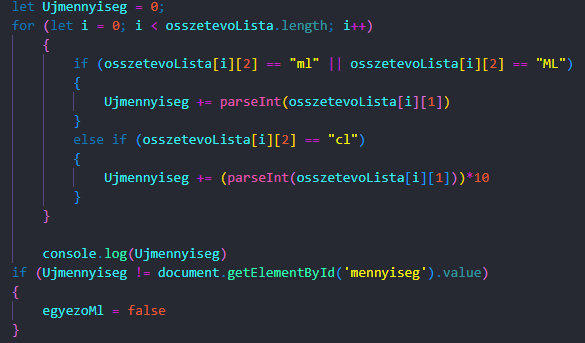 let Ujmennyiseg = 0;
for (let i = 0; i < osszetevoLista.length; i++)
{
if (osszetevoLista[i][2] == "ml" || osszetevoLista[i][2] == "ML")
{
Ujmennyiseg += parseInt(osszetevoLista[i][1])
}
else if (osszetevoLista[i][2] == "cl")
{
Ujmennyiseg += (parseInt(osszetevoLista[i][1]))*10
}
}
console.log(Ujmennyiseg)
if (Ujmennyiseg != document.getElementById('mennyiseg').value)
{
egyezoMl = false
}